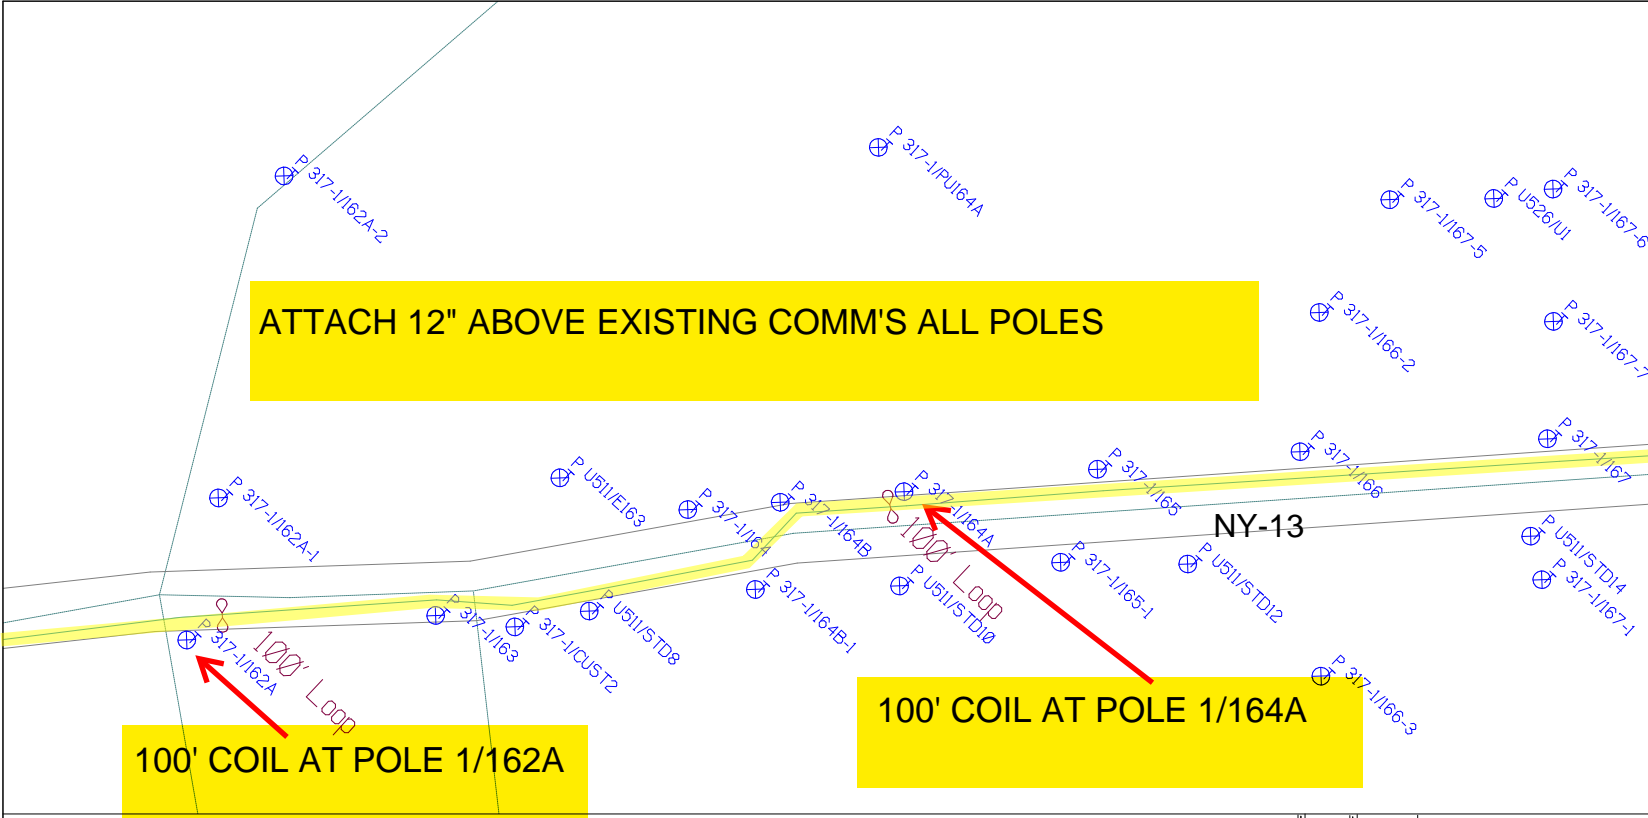 P 317-1/162A-2
P 317-1/PU164A
P 317-1/167-5
P U526/U1
P 317-1/167-6
ATTACH 12" ABOVE EXISTING COMM'S ALL POLES
P 317-1/166-2
P 317-1/167-7
P 317-1/162A-1
P U511/E163
P 317-1/164
P 317-1/164B
P 317-1/164A
P 317-1/165
P 317-1/166
P 317-1/167
100' Loop
NY-13
P 317-1/162A
100' Loop
P 317-1/163
P 317-1/CUST2
P U511/STD8
P 317-1/164B-1
P U511/STD10
P 317-1/165-1
P U511/STD12
P U511/STD14
P 317-1/167-1
P 317-1/166-3
100' COIL AT POLE 1/164A
100' COIL AT POLE 1/162A